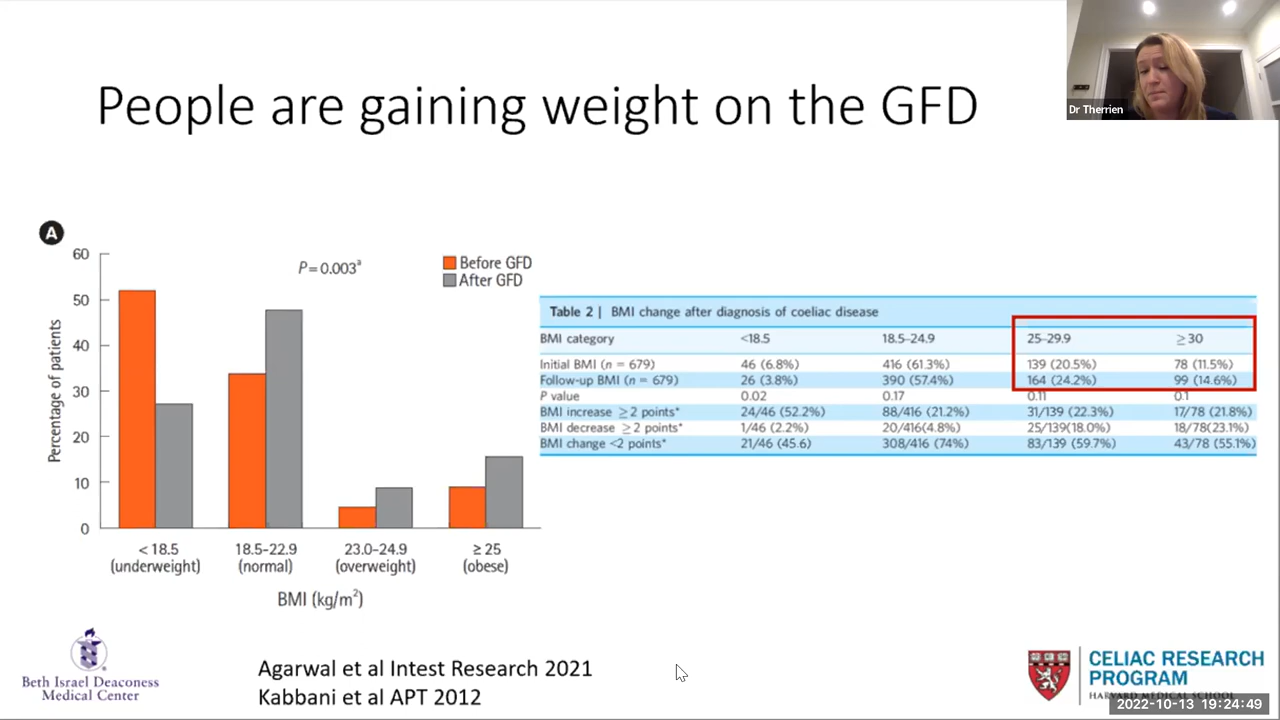 People are gaining weight on the GFD
Dr Therrien
A
P=0.003ª
Before GFD
After GFD
Percentage of patients
60
50
40
30
20
10
0
<18.5 18.5–22.9 23.0–24.9 ≥25
(underweight) (normal) (overweight) (obese)
BMI (kg/m²)
Table 2 | BMI change after diagnosis of coeliac disease
BMI category <18.5 18.5–24.9 25–29.9 ≥30
Initial BMI (n = 679) 46 (6.8%) 416 (61.3%) 139 (20.5%) 78 (11.5%)
Follow-up BMI (n = 679) 26 (3.8%) 390 (57.4%) 164 (24.2%) 99 (14.6%)
P value 0.02 0.17 0.11 0.1
BMI increase ≥2 points* 24/46 (52.2%) 88/416 (21.2%) 31/139 (22.3%) 17/78 (21.8%)
BMI decrease ≥2 points* 1/46 (2.2%) 20/416(4.8%) 25/139(18.0%) 18/78(23.1%)
BMI change <2 points* 21/46 (45.6) 308/416 (74%) 83/139 (59.7%) 43/78 (55.1%)
Beth Israel Deaconess
Medical Center
Agarwal et al Intest Research 2021
Kabbani et al APT 2012
CELIAC RESEARCH
PROGRAM
HARVARD MEDICAL SCHOOL
2022-10-13 19:24:49